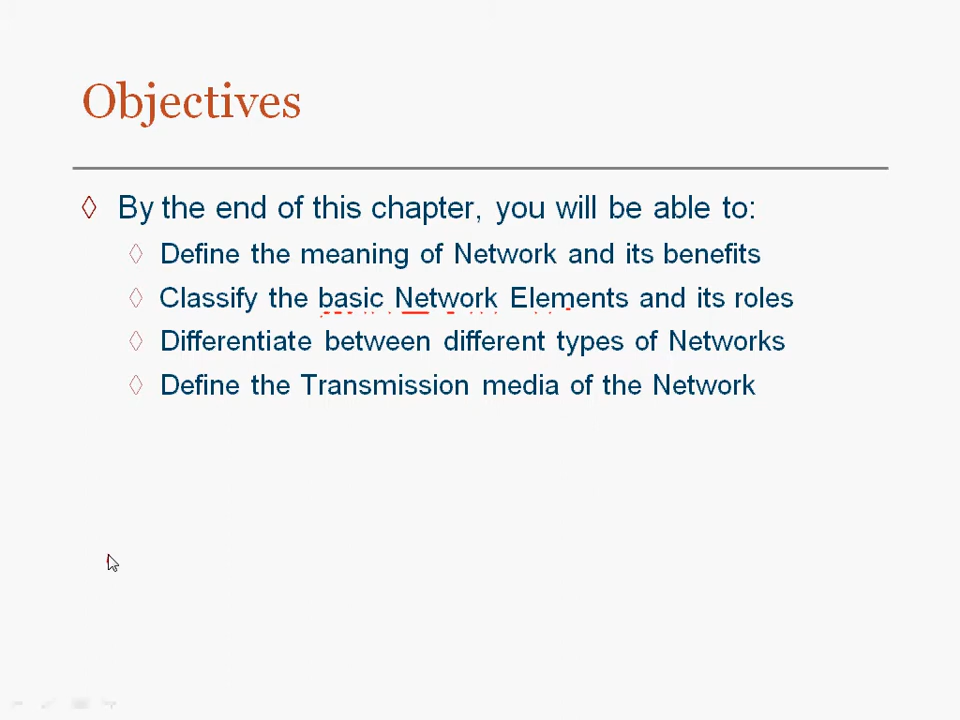 Objectives
By the end of this chapter, you will be able to:
Define the meaning of Network and its benefits
Classify the basic Network Elements and its roles
Differentiate between different types of Networks
Define the Transmission media of the Network